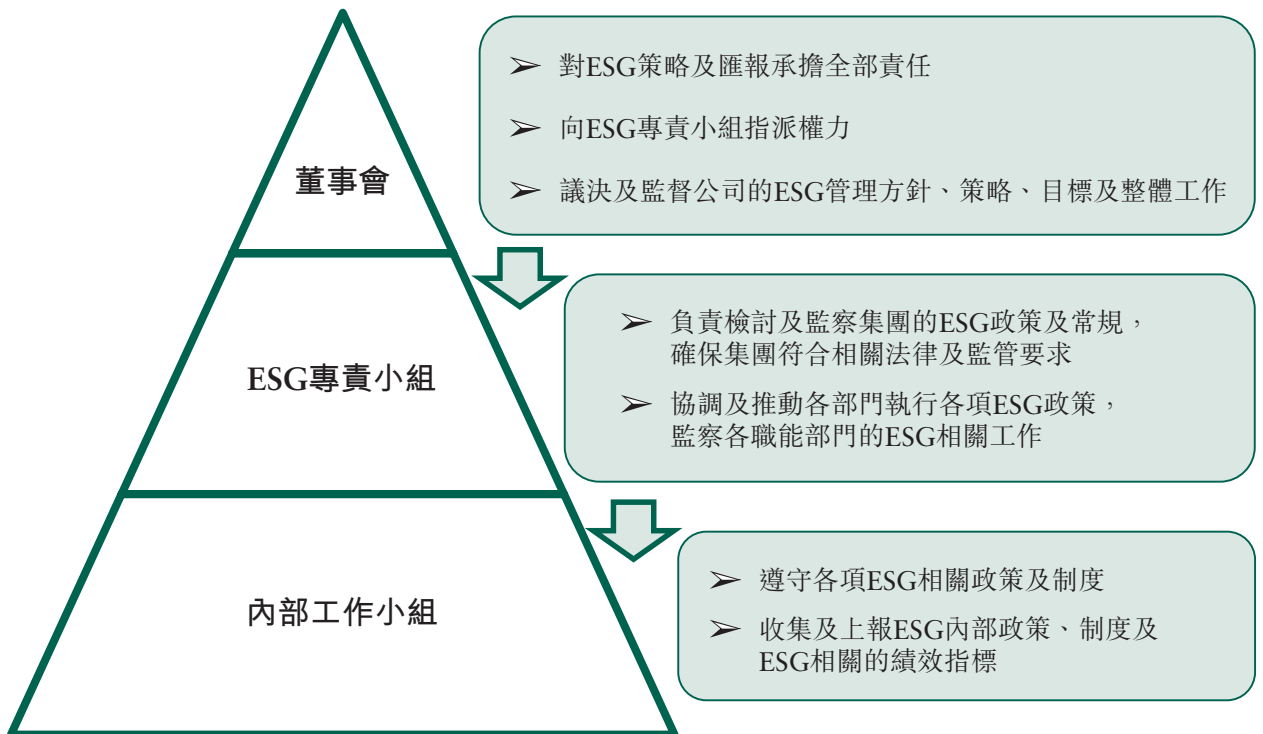 董事會
➢ 對ESG策略及匯報承擔全部責任
➢ 向ESG專責小組指派權力
➢ 議決及監督公司的ESG管理方針、策略、目標及整體工作
ESG專責小組
➢ 負責檢討及監察集團的ESG政策及常規，
確保集團符合相關法律及監管要求
➢ 協調及推動各部門執行各項ESG政策，
監察各職能部門的ESG相關工作
內部工作小組
➢ 遵守各項ESG相關政策及制度
➢ 收集及上報ESG內部政策、制度及
ESG相關的績效指標